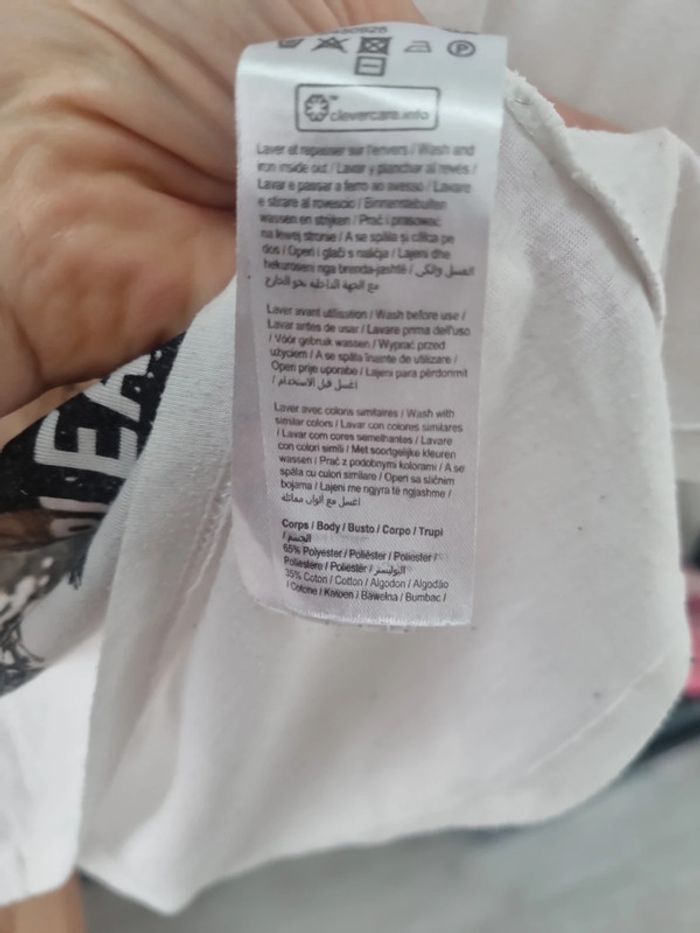 clevercare.info
Laver et repasser sur l'envers / Wash and
iron inside out / Lavar y planchar al revés /
Lavar e passar a ferro ao avesso / Lavare
e stirare al rovescio / Binnenstebuiten
wassen en strijken / Prać i prasować
na lewej stronie / A se spăla și călca pe
dos / Operi i glači s naličja / Lajeni dhe
hekuroseni nga brenda-jashtë / الغسل والكي
مع الجهة الداخلية نحو الخارج
Laver avant utilisation / Wash before use /
Lavar antes de usar / Lavare prima dell'uso
/ Vóór gebruik wassen / Wyprać przed
użyciem / A se spăla înainte de utilizare /
Operi prije uporabe / Lajeni para përdorimit
/ اغسل قبل الاستخدام
Laver avec coloris similaires / Wash with
similar colors / Lavar con colores similares
/ Lavar com cores semelhantes / Lavare
con colori simili / Met soortgelijke kleuren
wassen / Prać z podobnymi kolorami / A se
spăla cu culori similare / Operi sa sličnim
bojama / Lajeni me ngjyra të ngjashme /
اغسل مع ألوان مماثلة
Corps / Body / Busto / Corpo / Trupi
/ الجسم
65% Polyester / Poliéster / Poliester /
Poliestere / Poliestër / البوليستر
35% Coton / Cotton / Algodon / Algodão
/ Cotone / Katoen / Bawełna / Bumbac /